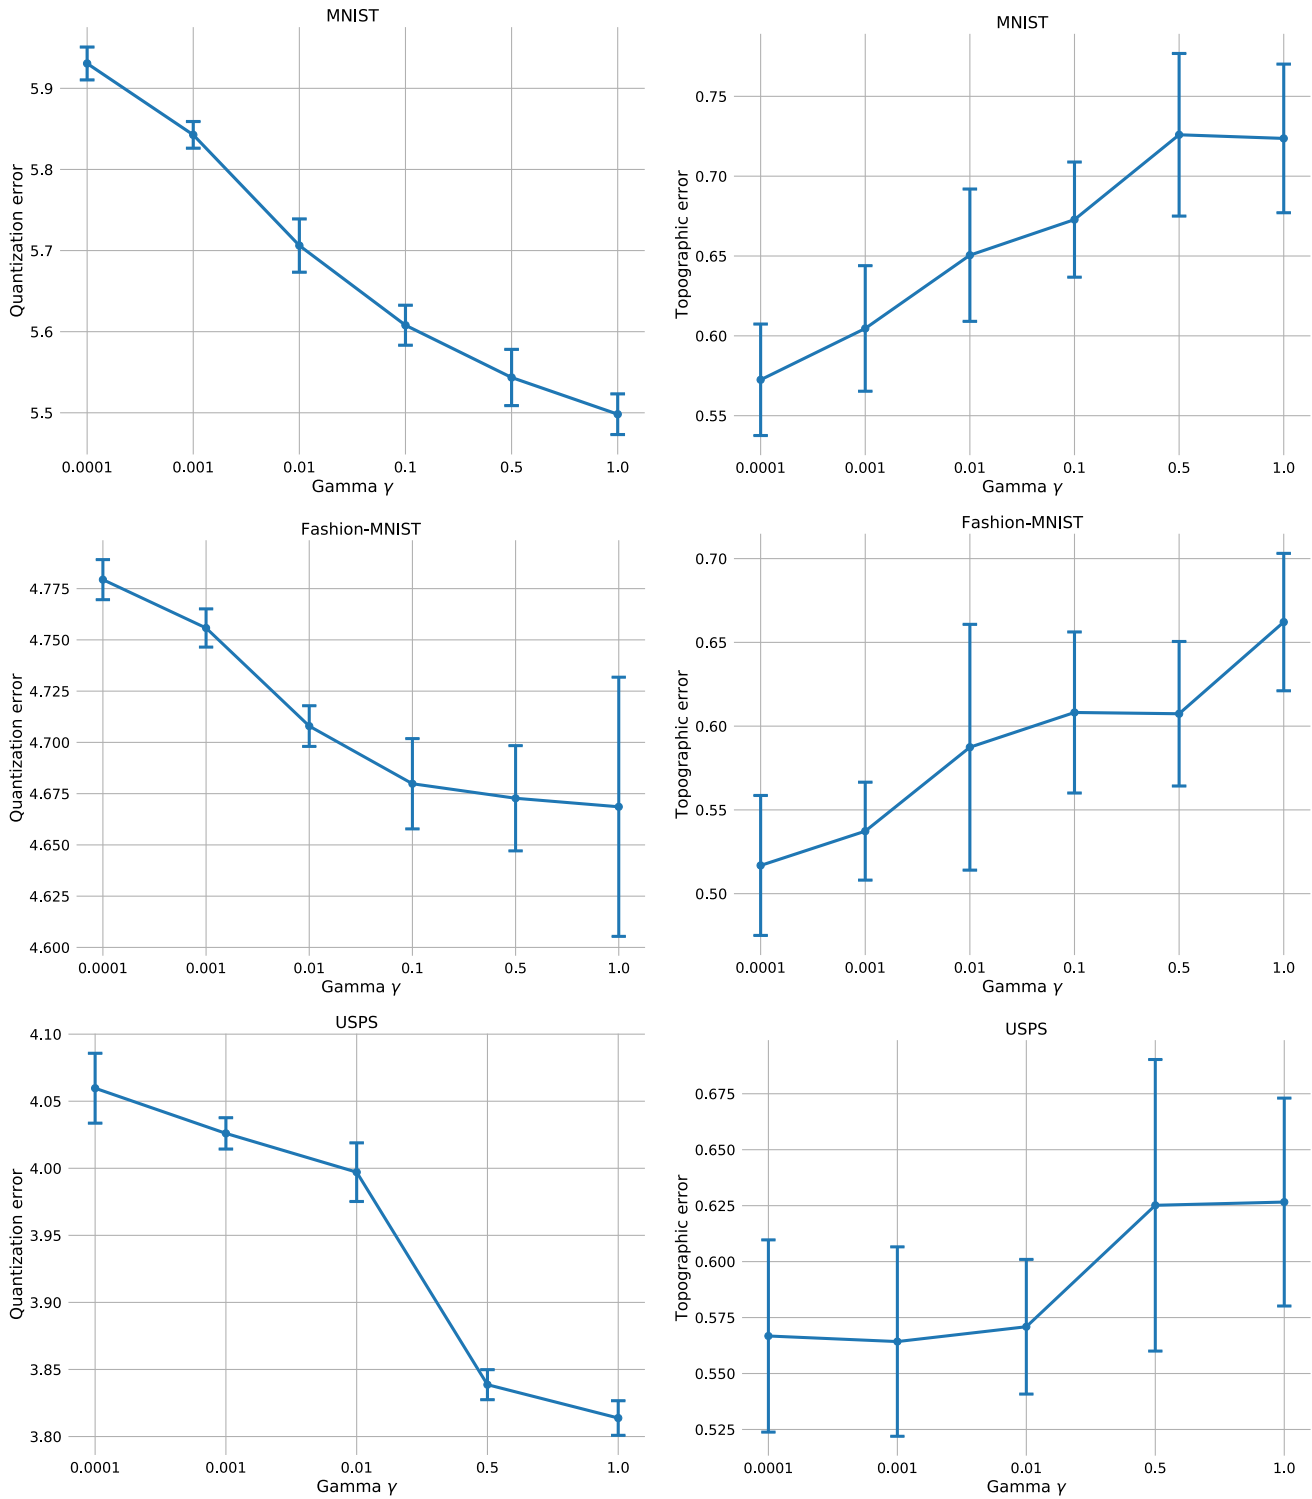 MNIST
Quantization error
5.9
5.8
5.7
5.6
5.5
0.0001 0.001 0.01 0.1 0.5 1.0
Gamma γ
MNIST
Topographic error
0.75
0.70
0.65
0.60
0.55
0.0001 0.001 0.01 0.1 0.5 1.0
Gamma γ
Fashion-MNIST
Quantization error
4.775
4.750
4.725
4.700
4.675
4.650
4.625
4.600
0.0001 0.001 0.01 0.1 0.5 1.0
Gamma γ
Fashion-MNIST
Topographic error
0.70
0.65
0.60
0.55
0.50
0.0001 0.001 0.01 0.1 0.5 1.0
Gamma γ
USPS
Quantization error
4.10
4.05
4.00
3.95
3.90
3.85
3.80
0.0001 0.001 0.01 0.5 1.0
Gamma γ
USPS
Topographic error
0.675
0.650
0.625
0.600
0.575
0.550
0.525
0.0001 0.001 0.01 0.5 1.0
Gamma γ